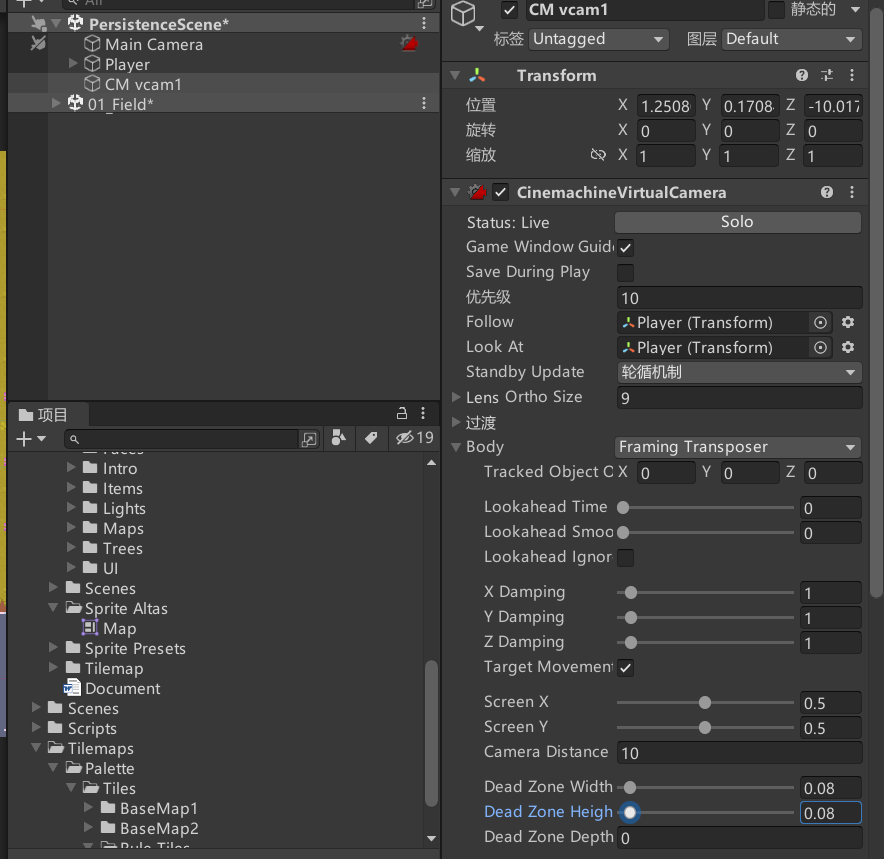 All
PersistenceScene*
Main Camera
Player
CM vcam1
01_Field*
项目
19
Intro
Items
Lights
Maps
Trees
UI
Scenes
Sprite Altas
Map
Sprite Presets
Tilemap
Document
Scenes
Scripts
Tilemaps
Palette
Tiles
BaseMap1
BaseMap2
CM vcam1 静态的
标签 Untagged 图层 Default
Transform
位置 X 1.2508 Y 0.1708 Z -10.017
旋转 X 0 Y 0 Z 0
缩放 X 1 Y 1 Z 1
CinemachineVirtualCamera
Status: Live Solo
Game Window Guid
Save During Play
优先级 10
Follow Player (Transform)
Look At Player (Transform)
Standby Update 轮循机制
Lens Ortho Size 9
过渡
Body Framing Transposer
Tracked Object O X 0 Y 0 Z 0
Lookahead Time 0
Lookahead Smoo 0
Lookahead Ignor
X Damping 1
Y Damping 1
Z Damping 1
Target Movement
Screen X 0.5
Screen Y 0.5
Camera Distance 10
Dead Zone Width 0.08
Dead Zone Heigh 0.08
Dead Zone Depth 0